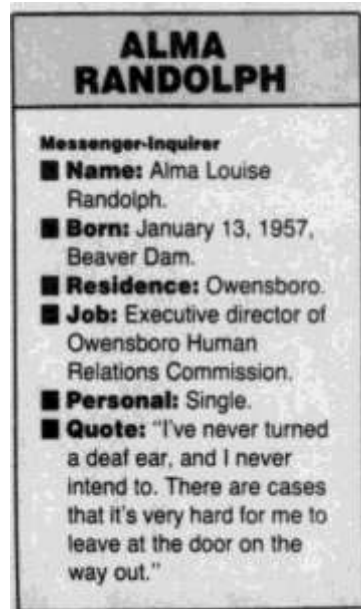 ALMA
RANDOLPH
Messenger-Inquirer
■ Name: Alma Louise
Randolph.
■ Born: January 13, 1957,
Beaver Dam.
■ Residence: Owensboro.
■ Job: Executive director of
Owensboro Human
Relations Commission.
■ Personal: Single.
■ Quote: "I've never turned
a deaf ear, and I never
intend to. There are cases
that it's very hard for me to
leave at the door on the
way out."